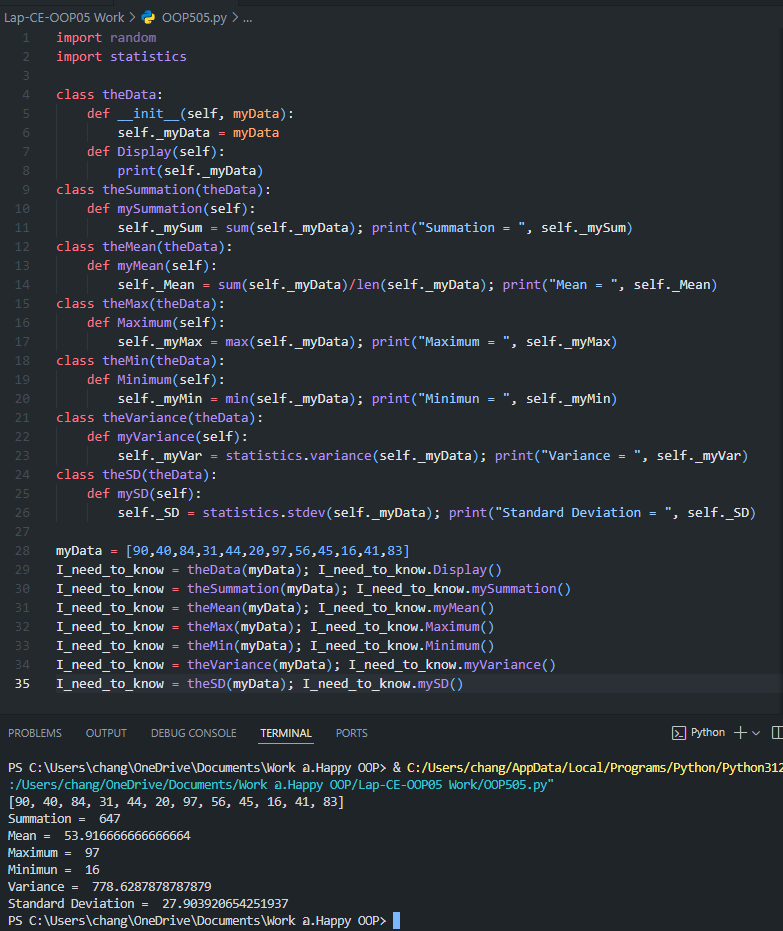 Lap-CE-OOP05 Work > OOP505.py > ...
1 import random
2 import statistics
3
4 class theData:
5     def __init__(self, myData):
6         self._myData = myData
7     def Display(self):
8         print(self._myData)
9 class theSummation(theData):
10     def mySummation(self):
11         self._mySum = sum(self._myData); print("Summation = ", self._mySum)
12 class theMean(theData):
13     def myMean(self):
14         self._Mean = sum(self._myData)/len(self._myData); print("Mean = ", self._Mean)
15 class theMax(theData):
16     def Maximum(self):
17         self._myMax = max(self._myData); print("Maximum = ", self._myMax)
18 class theMin(theData):
19     def Minimum(self):
20         self._myMin = min(self._myData); print("Minimun = ", self._myMin)
21 class theVariance(theData):
22     def myVariance(self):
23         self._myVar = statistics.variance(self._myData); print("Variance = ", self._myVar)
24 class theSD(theData):
25     def mySD(self):
26         self._SD = statistics.stdev(self._myData); print("Standard Deviation = ", self._SD)
27
28 myData = [90,40,84,31,44,20,97,56,45,16,41,83]
29 I_need_to_know = theData(myData); I_need_to_know.Display()
30 I_need_to_know = theSummation(myData); I_need_to_know.mySummation()
31 I_need_to_know = theMean(myData); I_need_to_know.myMean()
32 I_need_to_know = theMax(myData); I_need_to_know.Maximum()
33 I_need_to_know = theMin(myData); I_need_to_know.Minimum()
34 I_need_to_know = theVariance(myData); I_need_to_know.myVariance()
35 I_need_to_know = theSD(myData); I_need_to_know.mySD()
PROBLEMS OUTPUT DEBUG CONSOLE TERMINAL PORTS Python
PS C:\Users\chang\OneDrive\Documents\Work อ.Happy OOP> & C:/Users/chang/AppData/Local/Programs/Python/Python312
:/Users/chang/OneDrive/Documents/Work อ.Happy OOP/Lap-CE-OOP05 Work/OOP505.py"
[90, 40, 84, 31, 44, 20, 97, 56, 45, 16, 41, 83]
Summation =  647
Mean =  53.916666666666664
Maximum =  97
Minimun =  16
Variance =  778.6287878787879
Standard Deviation =  27.903920654251937
PS C:\Users\chang\OneDrive\Documents\Work อ.Happy OOP>